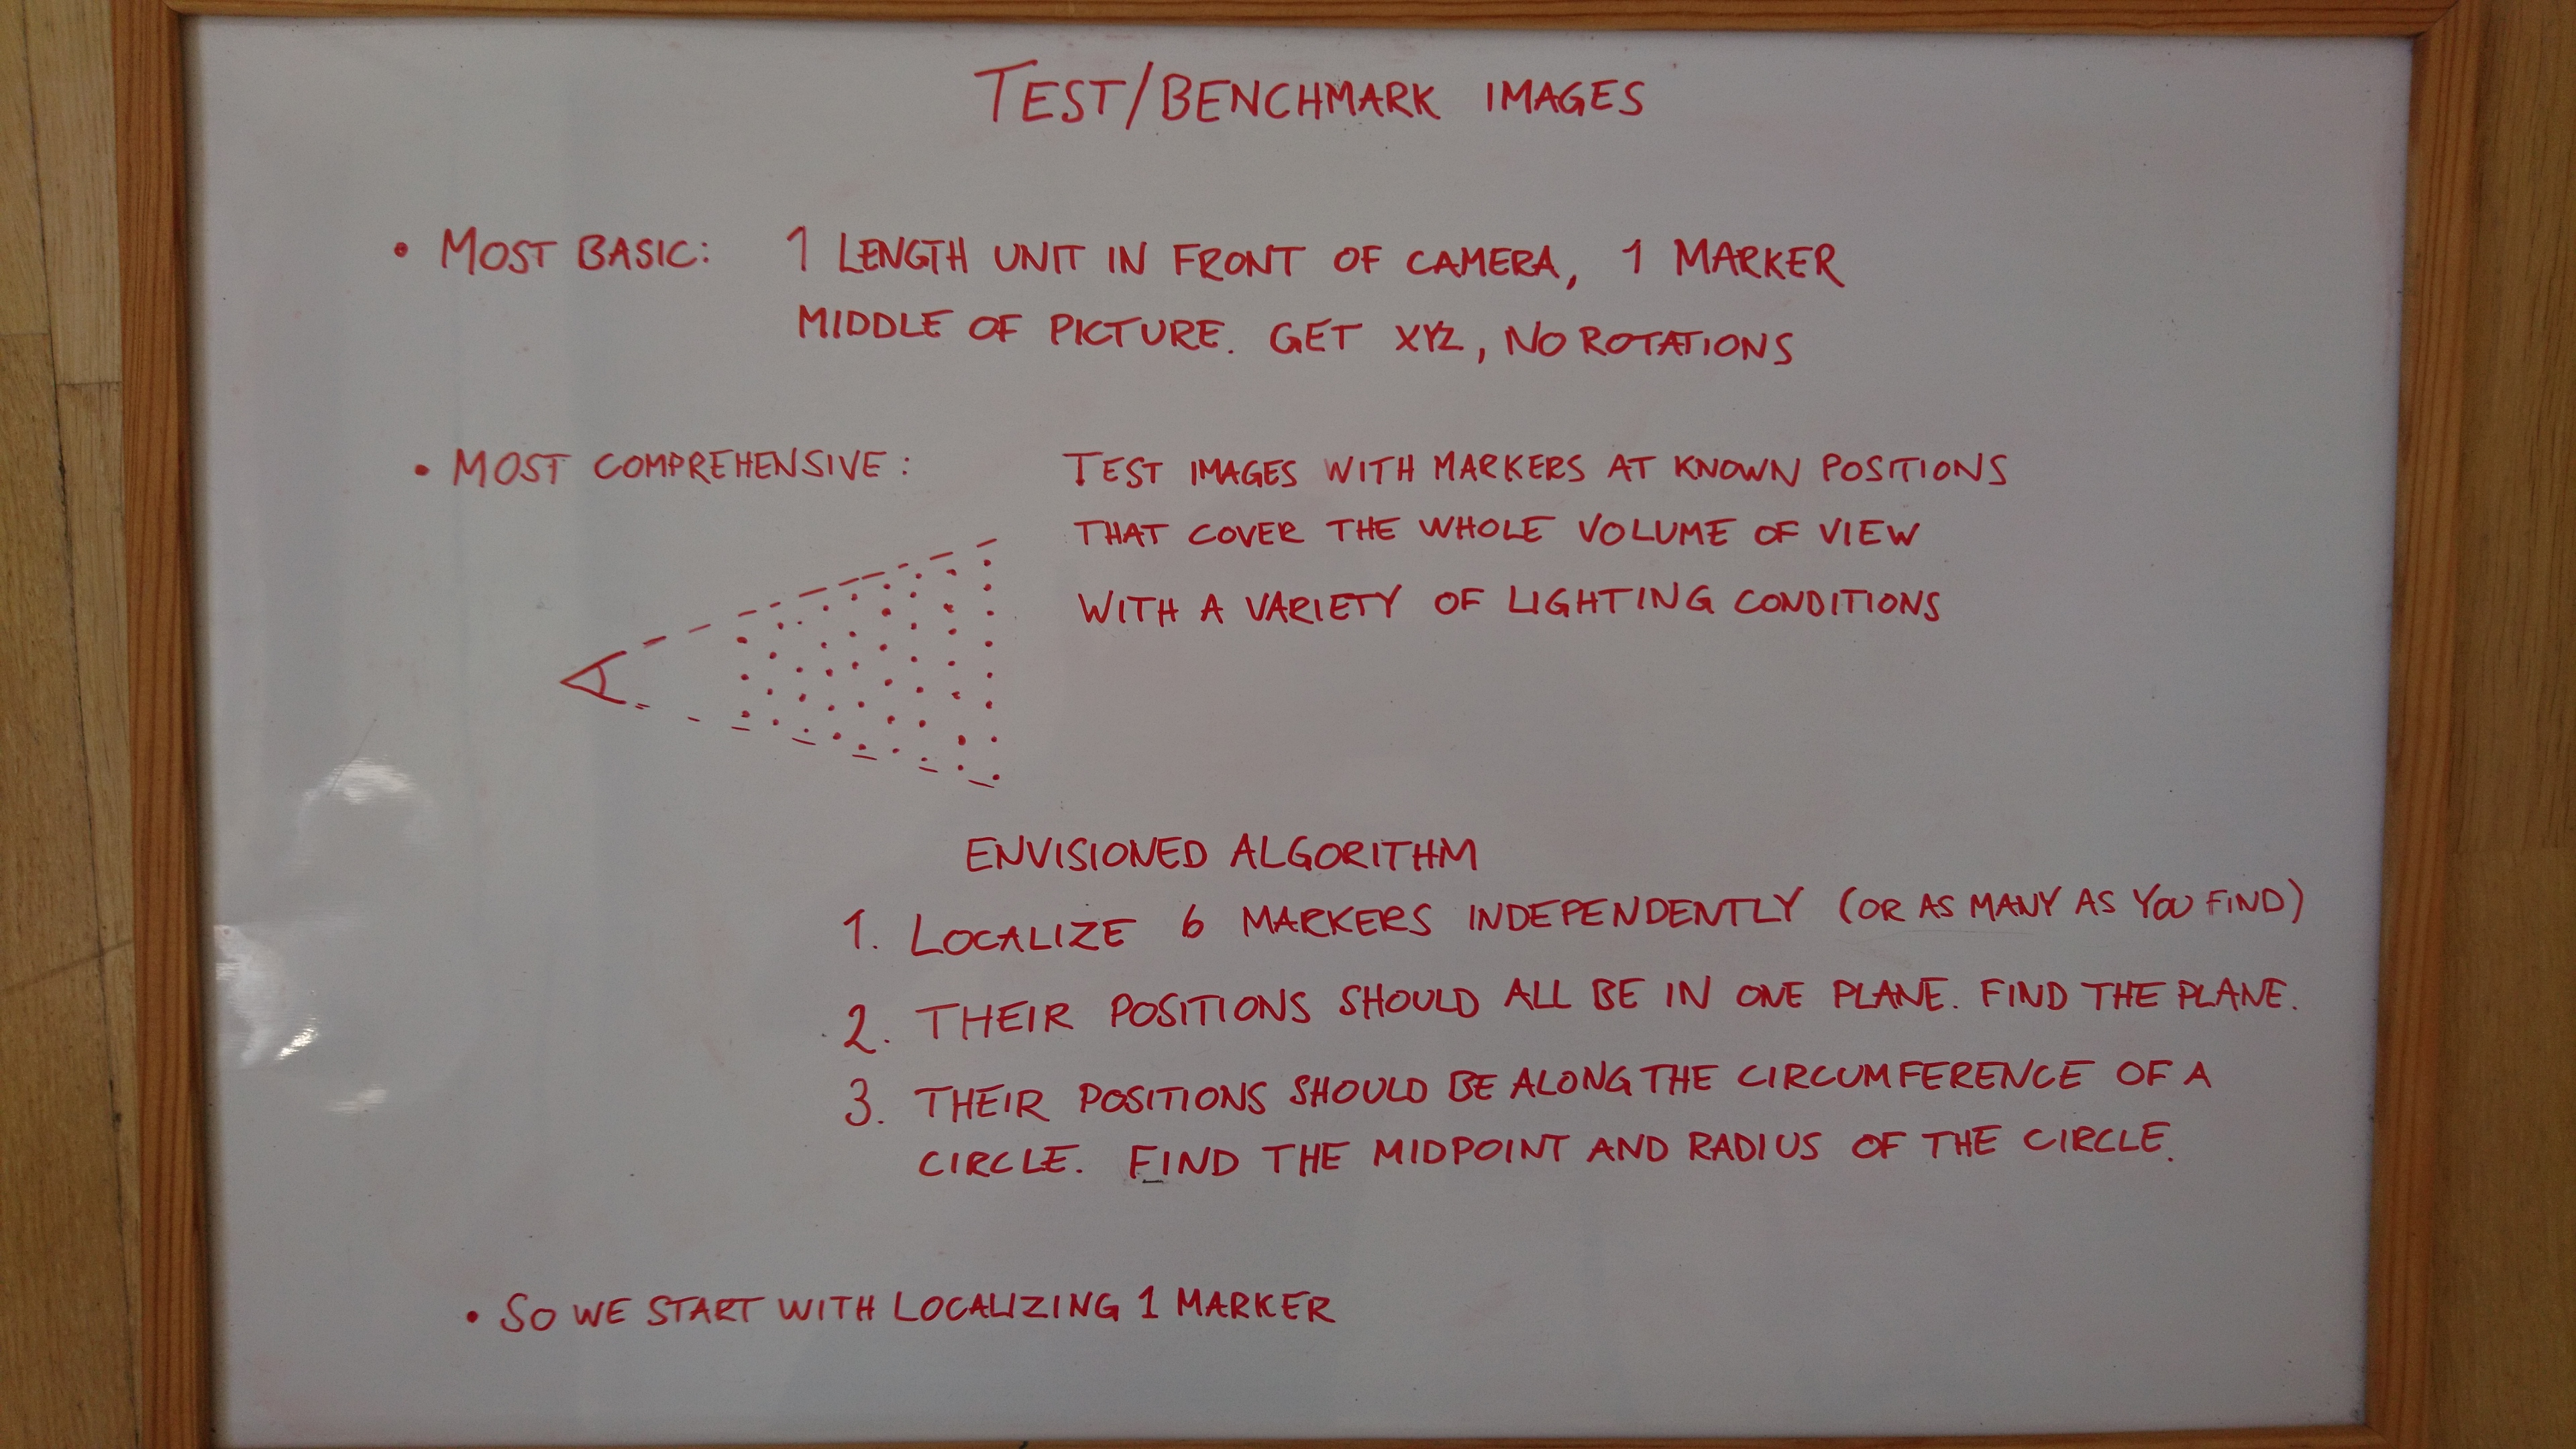 TEST/BENCHMARK IMAGES
• MOST BASIC: 1 LENGTH UNIT IN FRONT OF CAMERA, 1 MARKER
MIDDLE OF PICTURE. GET XYZ, NO ROTATIONS
• MOST COMPREHENSIVE: TEST IMAGES WITH MARKERS AT KNOWN POSITIONS
THAT COVER THE WHOLE VOLUME OF VIEW
WITH A VARIETY OF LIGHTING CONDITIONS
ENVISIONED ALGORITHM
1. LOCALIZE 6 MARKERS INDEPENDENTLY (OR AS MANY AS YOU FIND)
2. THEIR POSITIONS SHOULD ALL BE IN ONE PLANE. FIND THE PLANE.
3. THEIR POSITIONS SHOULD BE ALONG THE CIRCUMFERENCE OF A
CIRCLE. FIND THE MIDPOINT AND RADIUS OF THE CIRCLE.
• SO WE START WITH LOCALIZING 1 MARKER